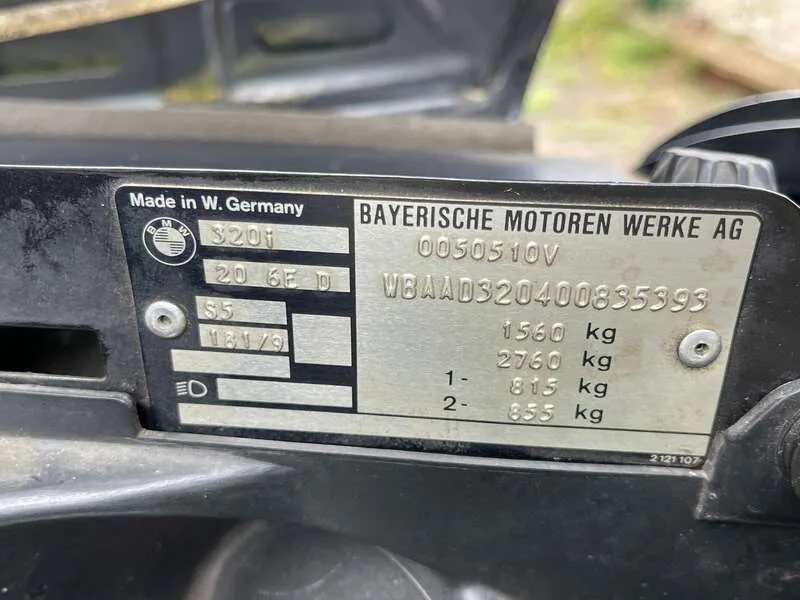 Made in W. Germany
BMW
320i
20 6E D
S5
181/9
BAYERISCHE MOTOREN WERKE AG
0050510V
WBAAD320400835393
1560 kg
2760 kg
1- 815 kg
2- 855 kg
2 121 107